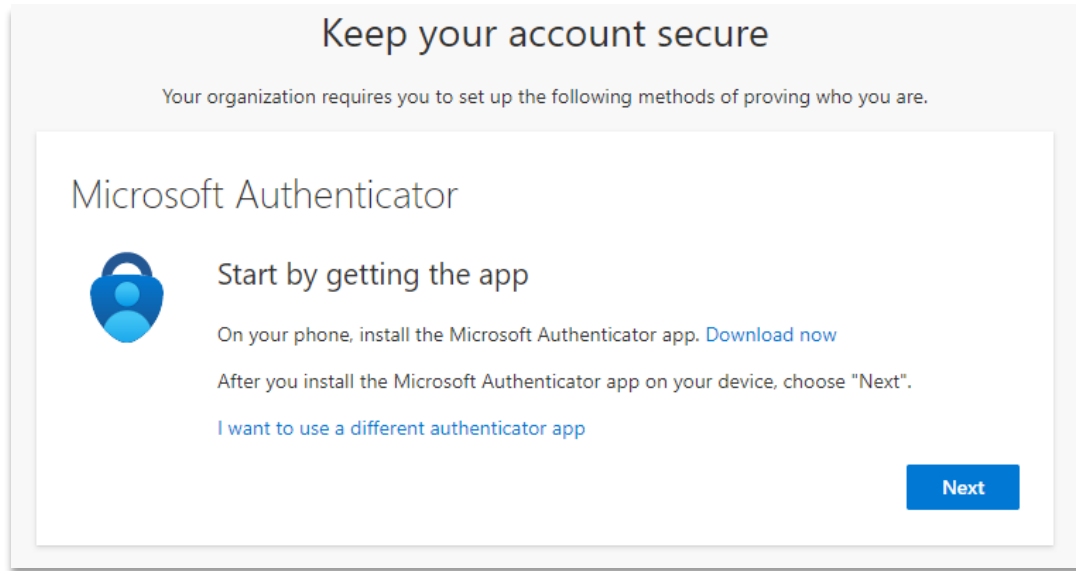 Keep your account secure
Your organization requires you to set up the following methods of proving who you are.
Microsoft Authenticator
Start by getting the app
On your phone, install the Microsoft Authenticator app. Download now
After you install the Microsoft Authenticator app on your device, choose "Next".
I want to use a different authenticator app
Next